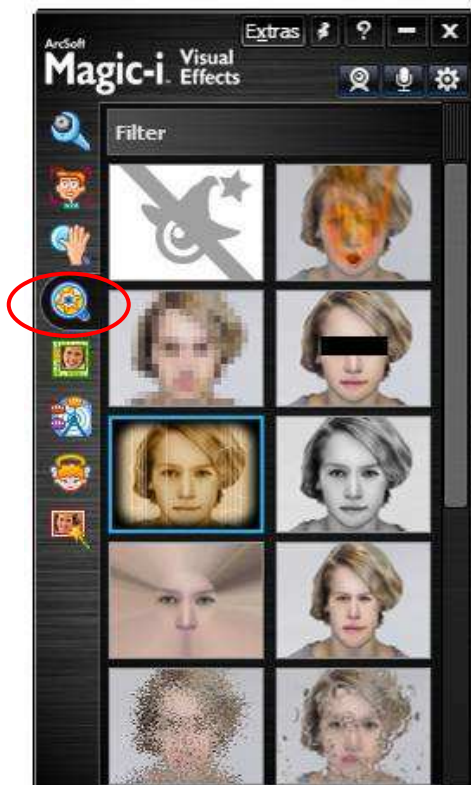 Extras ? – x
ArcSoft
Magic-i. Visual
Effects
Filter